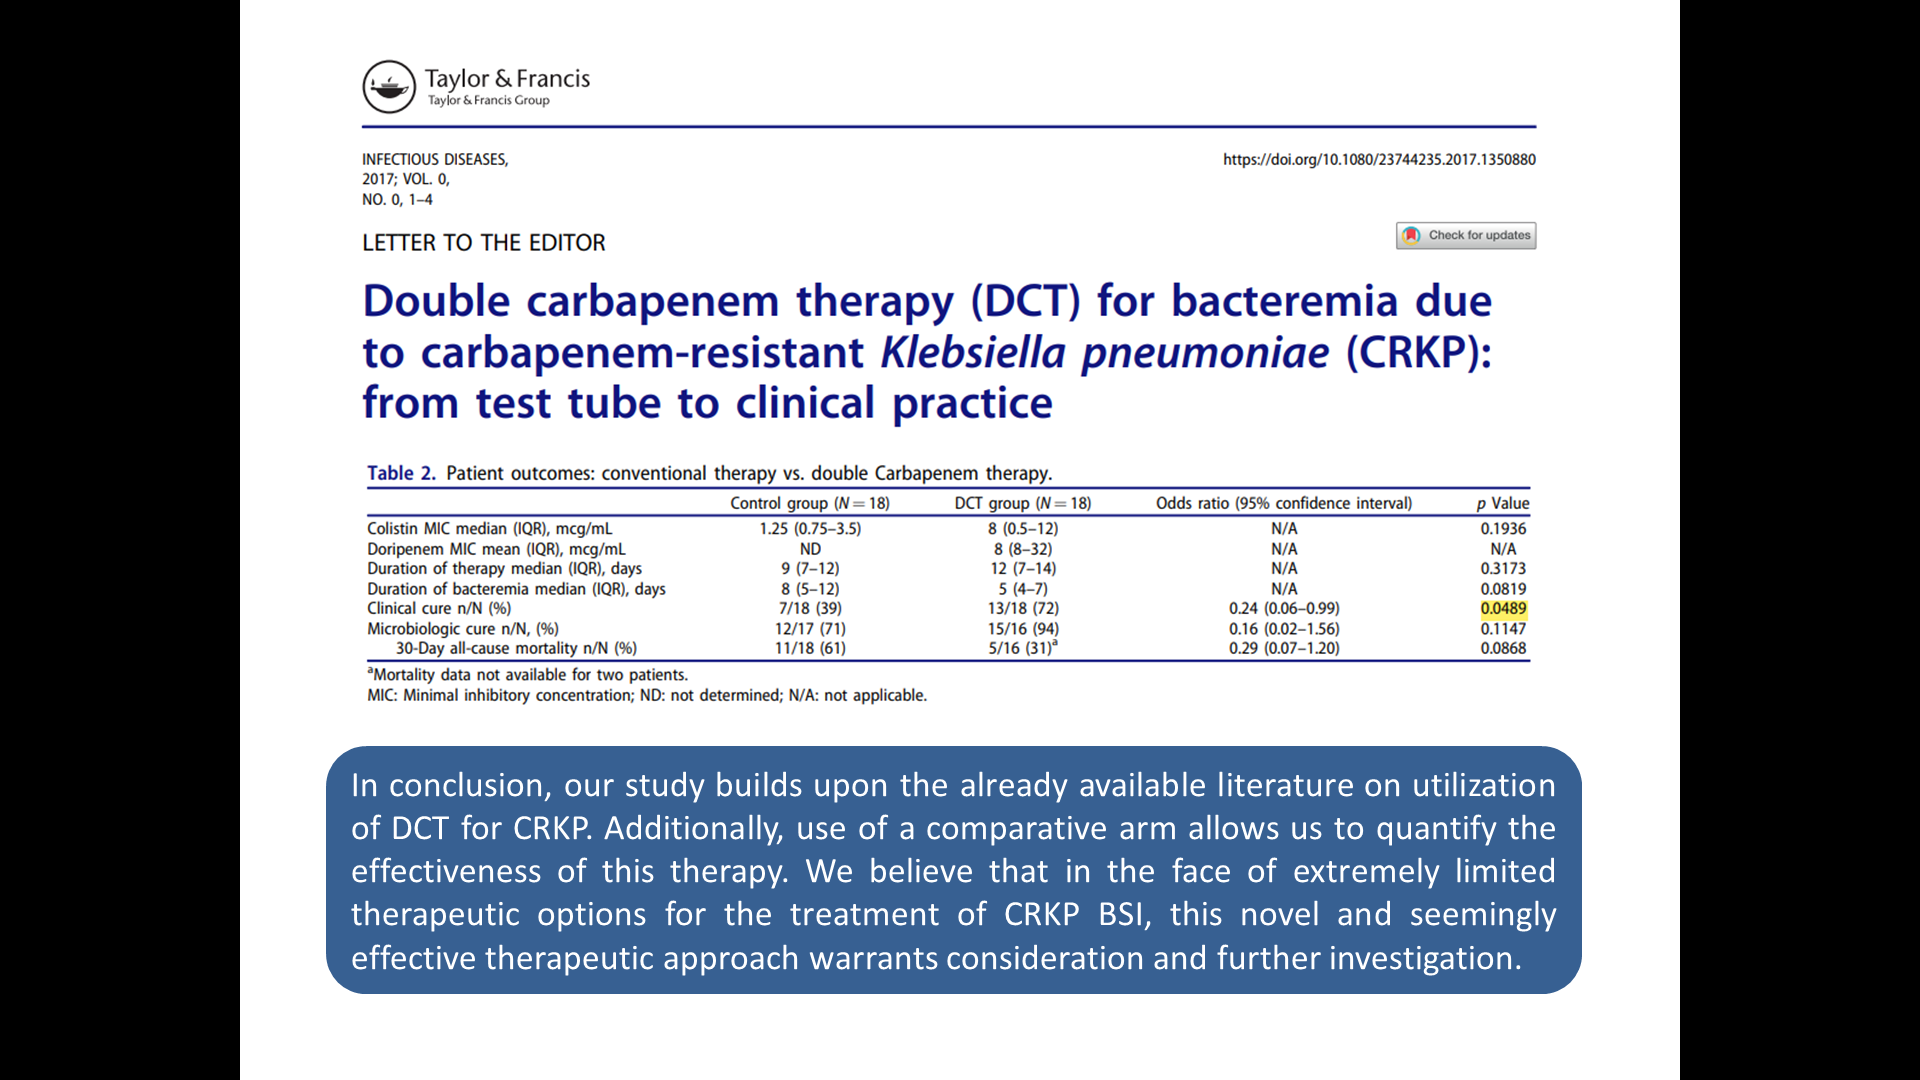 Taylor & Francis
Taylor & Francis Group
INFECTIOUS DISEASES,
2017; VOL. 0,
NO. 0, 1–4
https://doi.org/10.1080/23744235.2017.1350880
LETTER TO THE EDITOR
Check for updates
Double carbapenem therapy (DCT) for bacteremia due
to carbapenem-resistant Klebsiella pneumoniae (CRKP):
from test tube to clinical practice
Table 2. Patient outcomes: conventional therapy vs. double Carbapenem therapy.
Control group (N = 18) DCT group (N = 18) Odds ratio (95% confidence interval) p Value
Colistin MIC median (IQR), mcg/mL 1.25 (0.75–3.5) 8 (0.5–12) N/A 0.1936
Doripenem MIC mean (IQR), mcg/mL ND 8 (8–32) N/A N/A
Duration of therapy median (IQR), days 9 (7–12) 12 (7–14) N/A 0.3173
Duration of bacteremia median (IQR), days 8 (5–12) 5 (4–7) N/A 0.0819
Clinical cure n/N (%) 7/18 (39) 13/18 (72) 0.24 (0.06–0.99) 0.0489
Microbiologic cure n/N, (%) 12/17 (71) 15/16 (94) 0.16 (0.02–1.56) 0.1147
30-Day all-cause mortality n/N (%) 11/18 (61) 5/16 (31)a 0.29 (0.07–1.20) 0.0868
aMortality data not available for two patients.
MIC: Minimal inhibitory concentration; ND: not determined; N/A: not applicable.
In conclusion, our study builds upon the already available literature on utilization
of DCT for CRKP. Additionally, use of a comparative arm allows us to quantify the
effectiveness of this therapy. We believe that in the face of extremely limited
therapeutic options for the treatment of CRKP BSI, this novel and seemingly
effective therapeutic approach warrants consideration and further investigation.